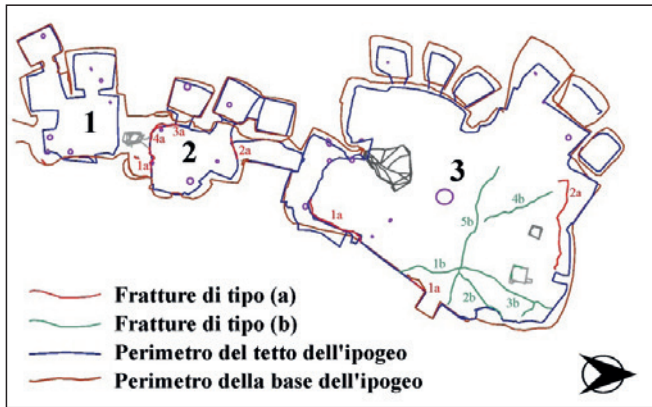 1
2
3
1a
4a
3a
2a
1a
1a
1b
2b
3b
5b
4b
2a
Fratture di tipo (a)
Fratture di tipo (b)
Perimetro del tetto dell'ipogeo
Perimetro della base dell'ipogeo